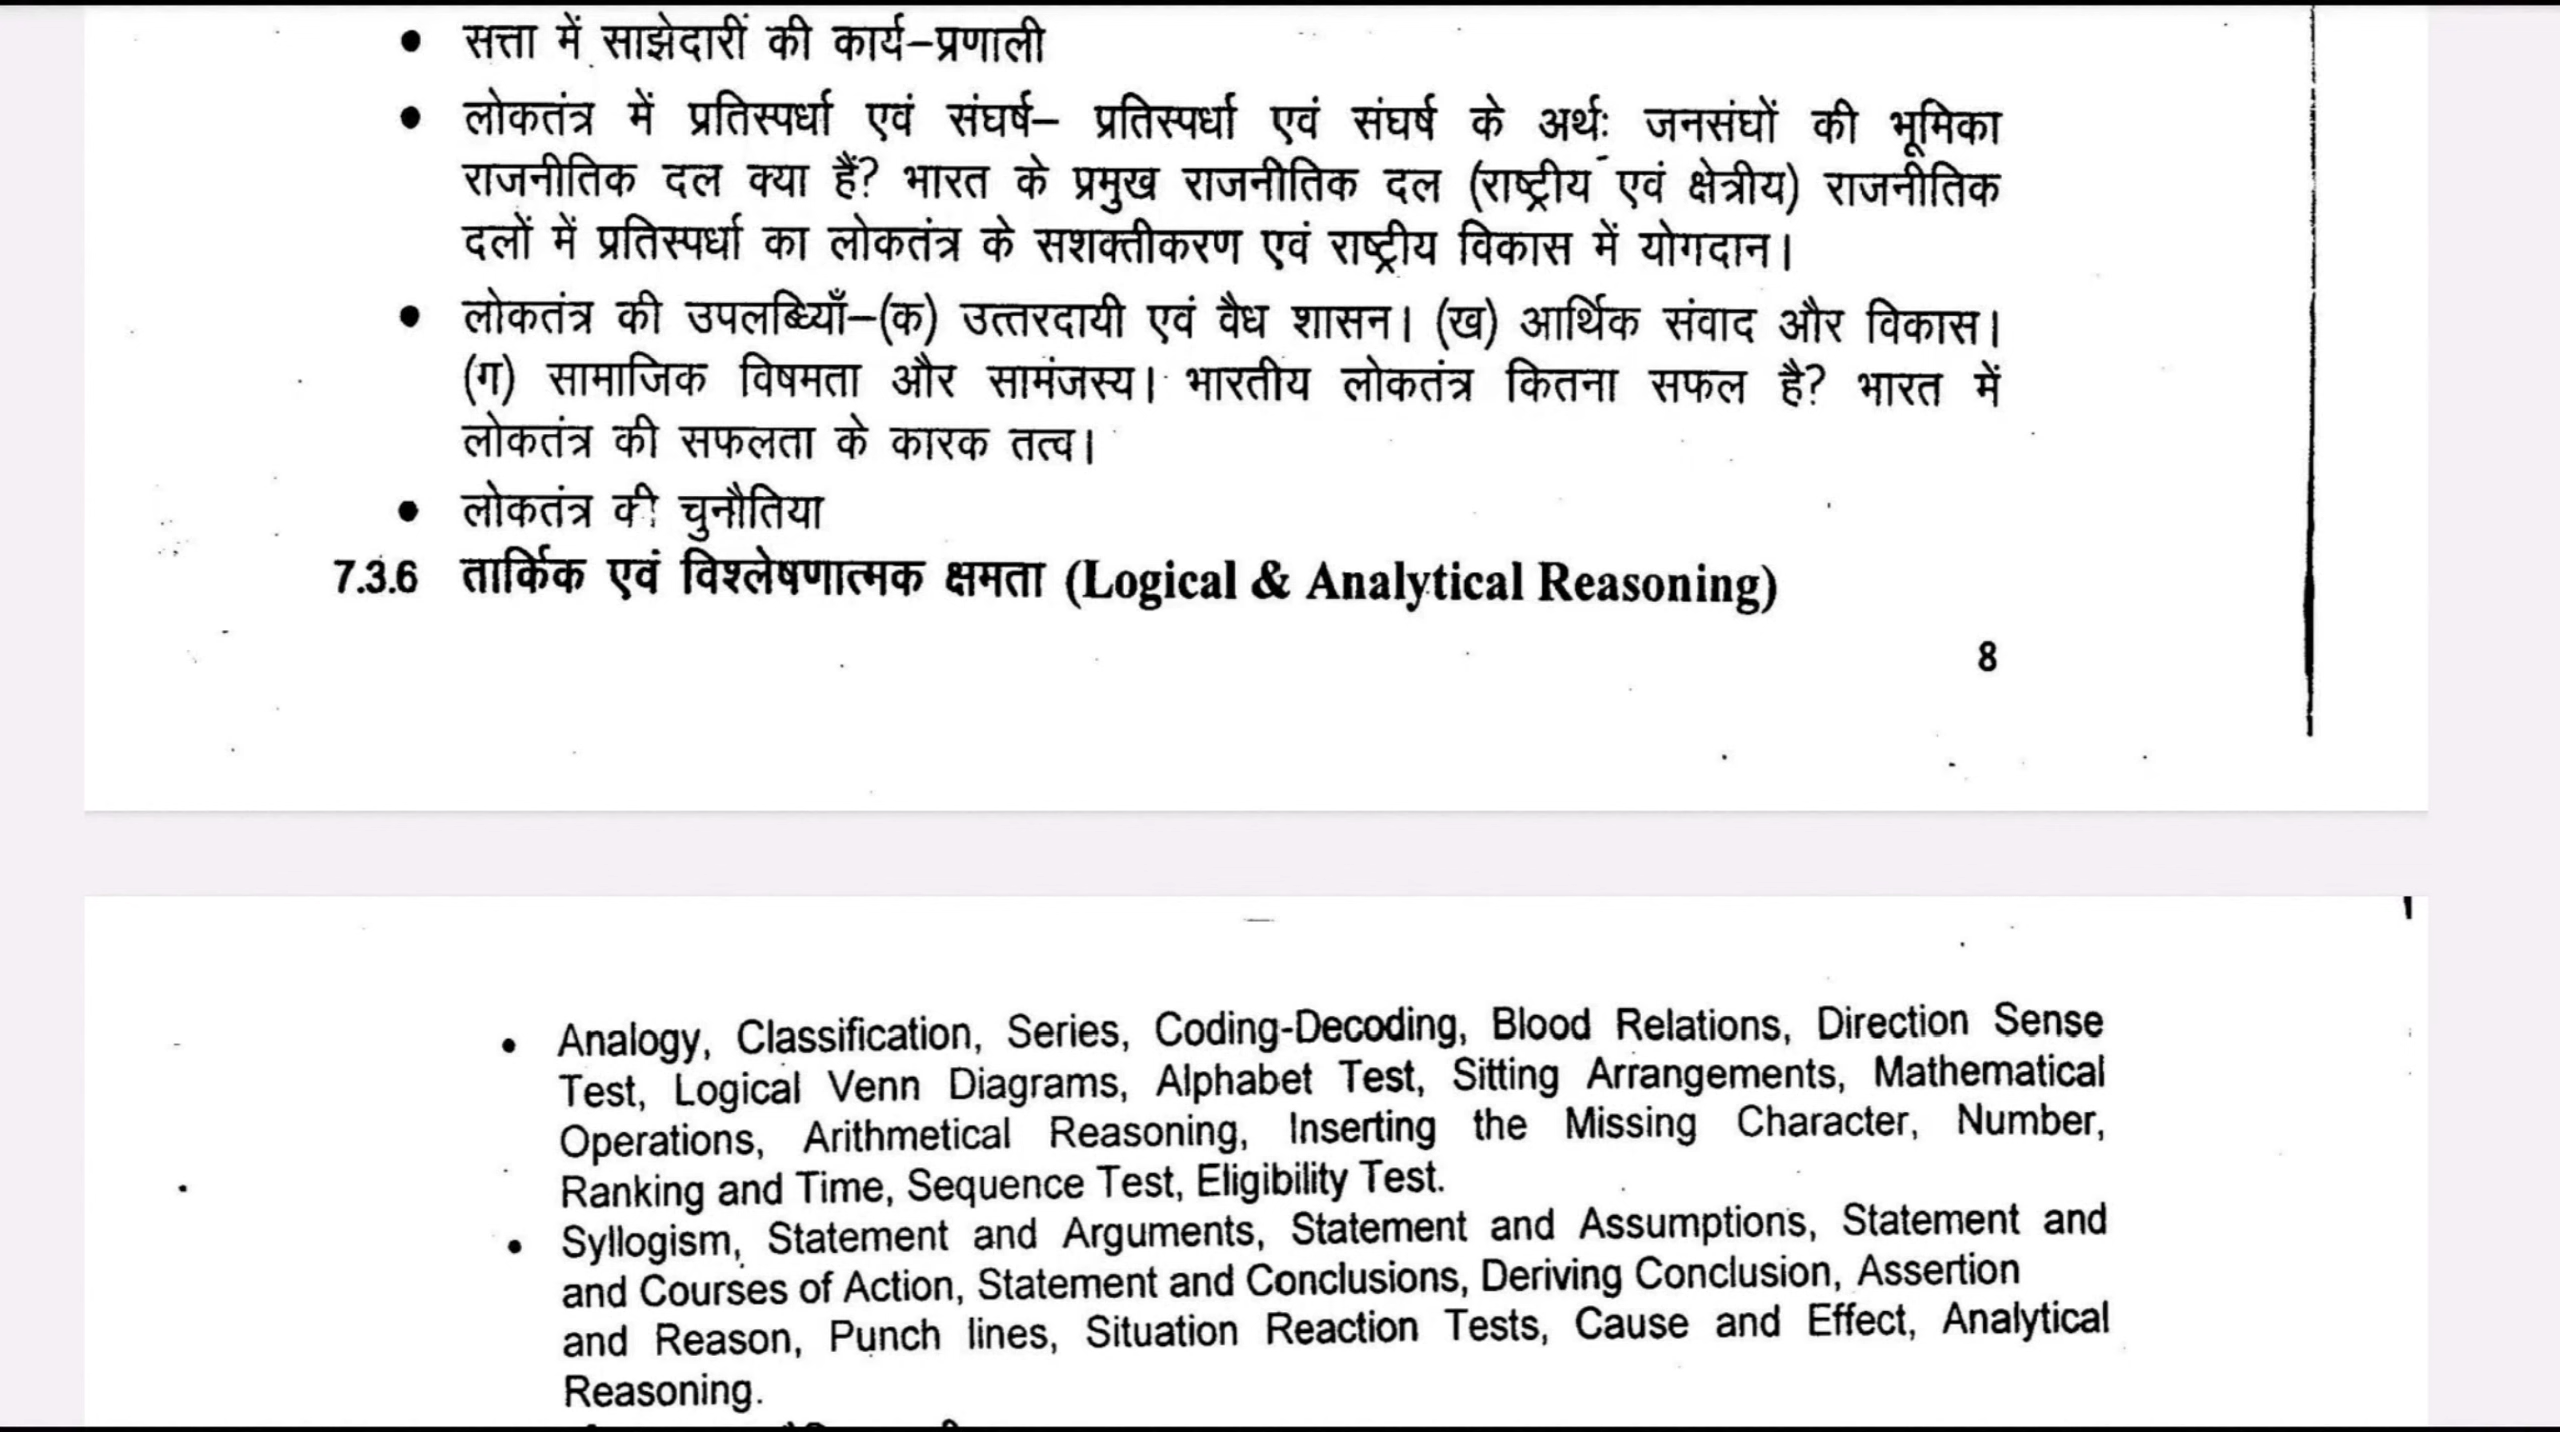 • सत्ता में साझेदारीं की कार्य–प्रणाली
• लोकतंत्र में प्रतिस्पर्धा एवं संघर्ष– प्रतिस्पर्धा एवं संघर्ष के अर्थः जनसंघों की भूमिका
राजनीतिक दल क्या हैं? भारत के प्रमुख राजनीतिक दल (राष्ट्रीय एवं क्षेत्रीय) राजनीतिक
दलों में प्रतिस्पर्धा का लोकतंत्र के सशक्तीकरण एवं राष्ट्रीय विकास में योगदान।
• लोकतंत्र की उपलब्धियाँ–(क) उत्तरदायी एवं वैध शासन। (ख) आर्थिक संवाद और विकास।
(ग) सामाजिक विषमता और सामंजस्य। भारतीय लोकतंत्र कितना सफल है? भारत में
लोकतंत्र की सफलता के कारक तत्व।
• लोकतंत्र की चुनौतिया
7.3.6 तार्किक एवं विश्लेषणात्मक क्षमता (Logical & Analytical Reasoning)
8
• Analogy, Classification, Series, Coding-Decoding, Blood Relations, Direction Sense
Test, Logical Venn Diagrams, Alphabet Test, Sitting Arrangements, Mathematical
Operations, Arithmetical Reasoning, Inserting the Missing Character, Number,
Ranking and Time, Sequence Test, Eligibility Test.
• Syllogism, Statement and Arguments, Statement and Assumptions, Statement and
and Courses of Action, Statement and Conclusions, Deriving Conclusion, Assertion
and Reason, Punch lines, Situation Reaction Tests, Cause and Effect, Analytical
Reasoning.